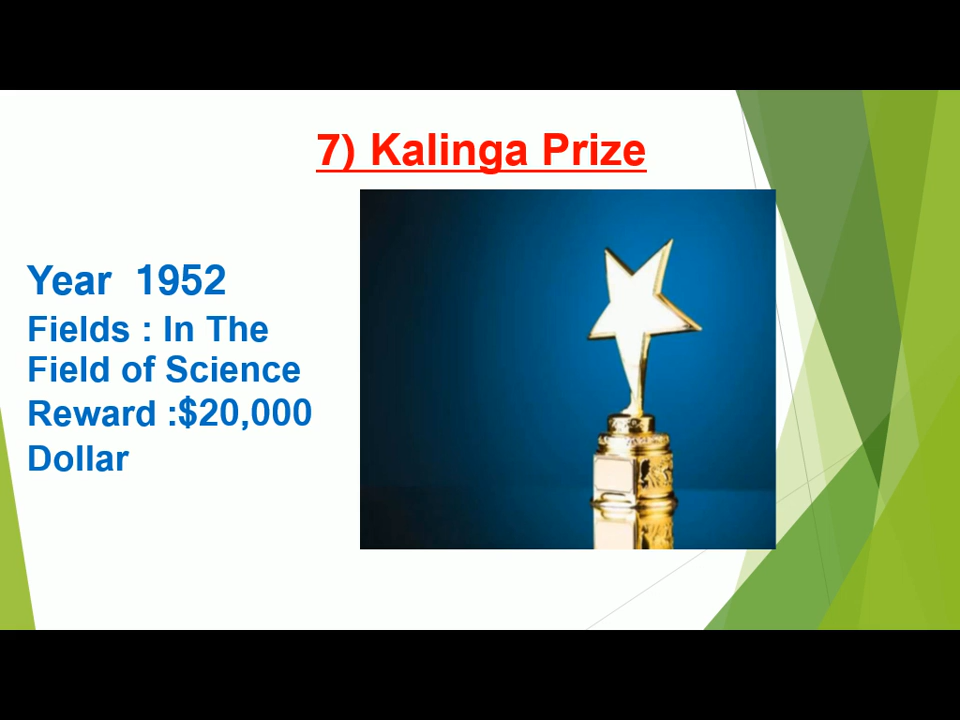 7) Kalinga Prize
Year 1952
Fields : In The
Field of Science
Reward :$20,000
Dollar